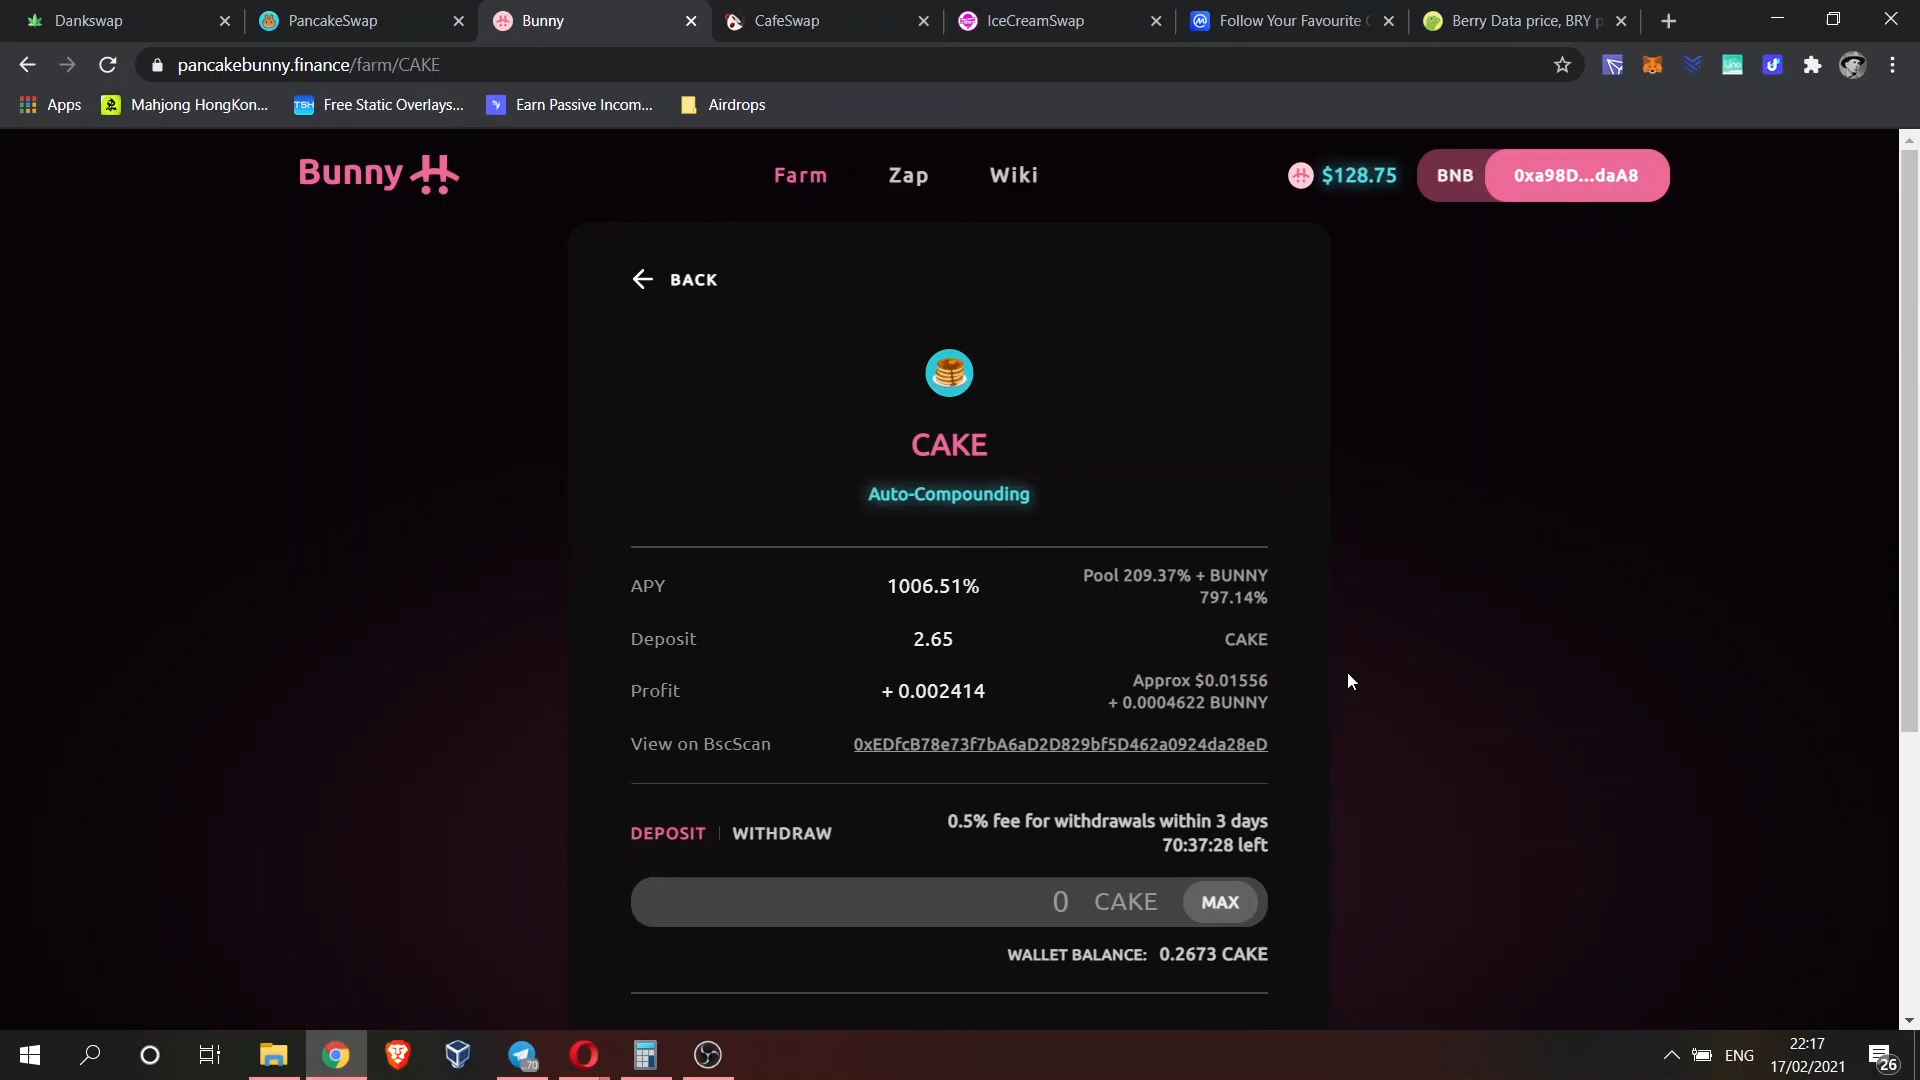 Dankswap
PancakeSwap
Bunny
CafeSwap
IceCreamSwap
Follow Your Favourite
Berry Data price, BRY p
pancakebunny.finance/farm/CAKE
Apps
Mahjong HongKon...
TSH
Free Static Overlays...
Earn Passive Incom...
Airdrops
Bunny
Farm
Zap
Wiki
$128.75
BNB
0xa98D...daA8
BACK
CAKE
Auto-Compounding
APY
1006.51%
Pool 209.37% + BUNNY
797.14%
Deposit
2.65
CAKE
Profit
+ 0.002414
Approx $0.01556
+ 0.0004622 BUNNY
View on BscScan
0xEDfcB78e73f7bA6aD2D829bf5D462a0924da28eD
DEPOSIT
WITHDRAW
0.5% fee for withdrawals within 3 days
70:37:28 left
0 CAKE
MAX
WALLET BALANCE: 0.2673 CAKE
..70
ENG
22:17
17/02/2021
26